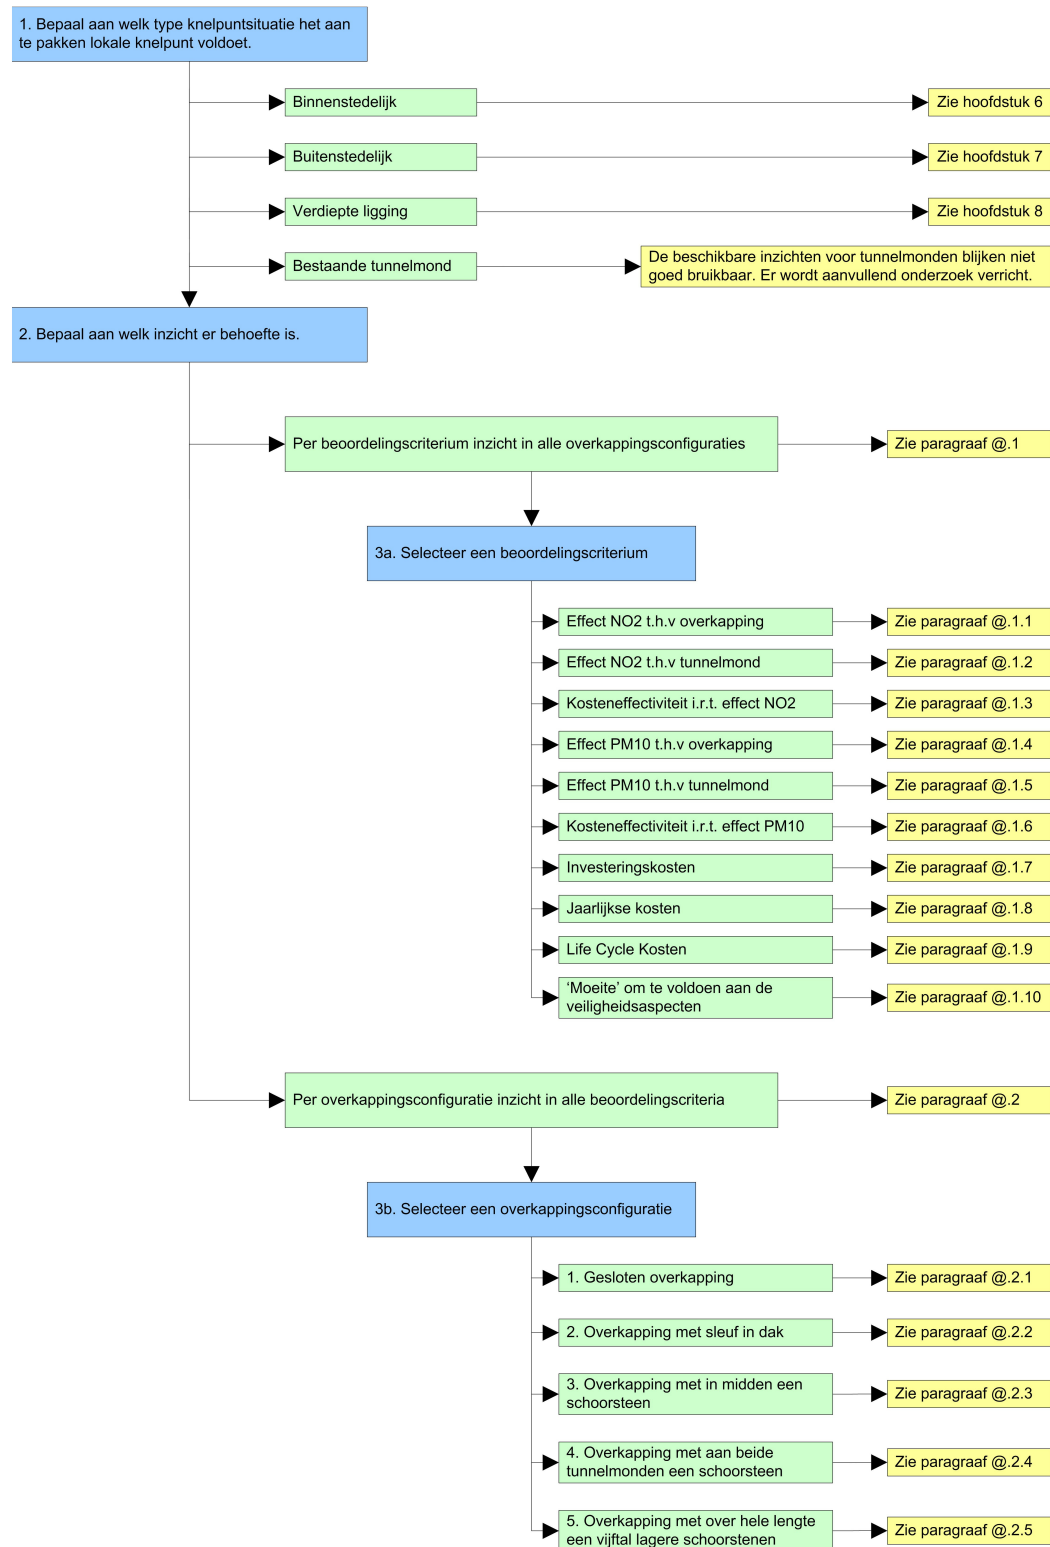 1. Bepaal aan welk type knelpuntsituatie het aan
te pakken lokale knelpunt voldoet.
Binnenstedelijk
Zie hoofdstuk 6
Buitenstedelijk
Zie hoofdstuk 7
Verdiepte ligging
Zie hoofdstuk 8
Bestaande tunnelmond
De beschikbare inzichten voor tunnelmonden blijken niet
goed bruikbaar. Er wordt aanvullend onderzoek verricht.
2. Bepaal aan welk inzicht er behoefte is.
Per beoordelingscriterium inzicht in alle overkappingsconfiguraties
Zie paragraaf @.1
3a. Selecteer een beoordelingscriterium
Effect NO2 t.h.v overkapping
Zie paragraaf @.1.1
Effect NO2 t.h.v tunnelmond
Zie paragraaf @.1.2
Kosteneffectiviteit i.r.t. effect NO2
Zie paragraaf @.1.3
Effect PM10 t.h.v overkapping
Zie paragraaf @.1.4
Effect PM10 t.h.v tunnelmond
Zie paragraaf @.1.5
Kosteneffectiviteit i.r.t. effect PM10
Zie paragraaf @.1.6
Investeringskosten
Zie paragraaf @.1.7
Jaarlijkse kosten
Zie paragraaf @.1.8
Life Cycle Kosten
Zie paragraaf @.1.9
‘Moeite’ om te voldoen aan de
veiligheidsaspecten
Zie paragraaf @.1.10
Per overkappingsconfiguratie inzicht in alle beoordelingscriteria
Zie paragraaf @.2
3b. Selecteer een overkappingsconfiguratie
1. Gesloten overkapping
Zie paragraaf @.2.1
2. Overkapping met sleuf in dak
Zie paragraaf @.2.2
3. Overkapping met in midden een
schoorsteen
Zie paragraaf @.2.3
4. Overkapping met aan beide
tunnelmonden een schoorsteen
Zie paragraaf @.2.4
5. Overkapping met over hele lengte
een vijftal lagere schoorstenen
Zie paragraaf @.2.5